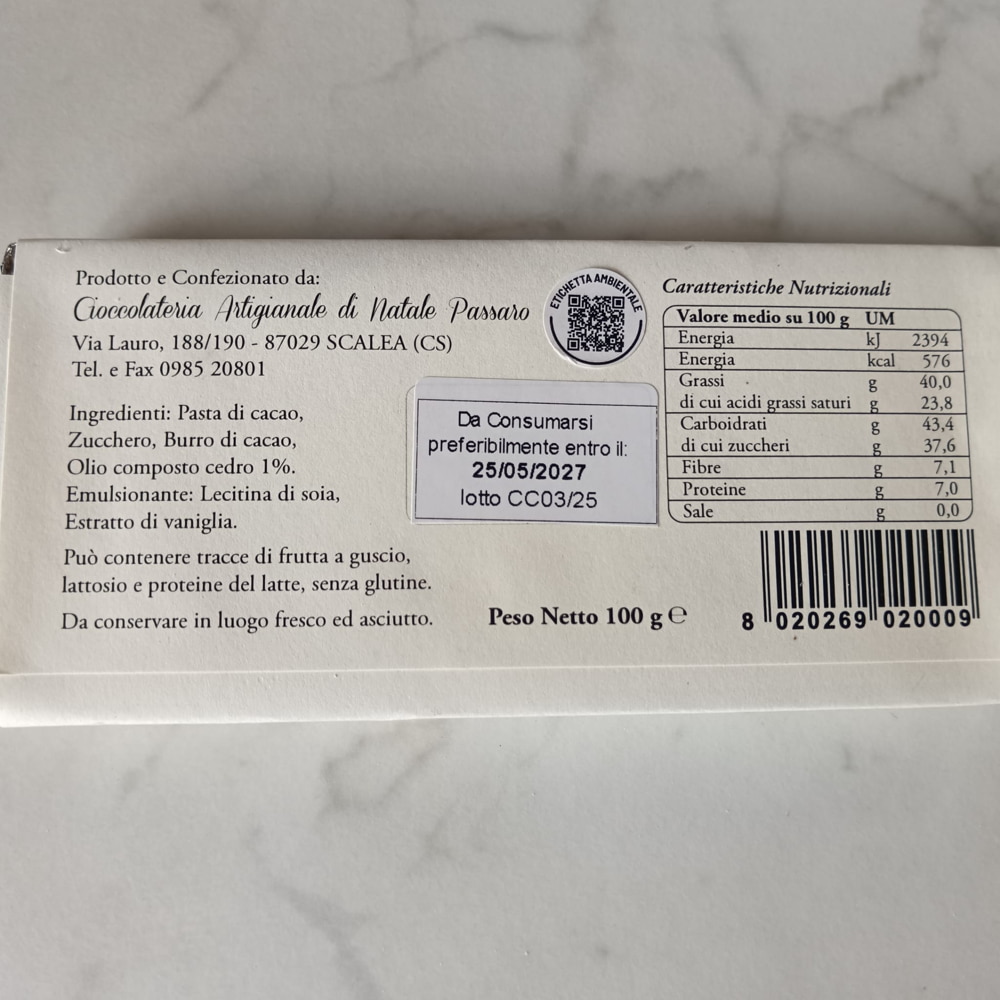 Prodotto e Confezionato da:
Cioccolateria Artigianale di Natale Passaro
Via Lauro, 188/190 - 87029 SCALEA (CS)
Tel. e Fax 0985 20801
Ingredienti: Pasta di cacao,
Zucchero, Burro di cacao,
Olio composto cedro 1%.
Emulsionante: Lecitina di soia,
Estratto di vaniglia.
Può contenere tracce di frutta a guscio,
lattosio e proteine del latte, senza glutine.
Da conservare in luogo fresco ed asciutto.
ETICHETTA AMBIENTALE
Da Consumarsi
preferibilmente entro il:
25/05/2027
lotto CC03/25
Peso Netto 100 g ℮
Caratteristiche Nutrizionali
Valore medio su 100 g UM
Energia kJ 2394
Energia kcal 576
Grassi g 40,0
di cui acidi grassi saturi g 23,8
Carboidrati g 43,4
di cui zuccheri g 37,6
Fibre g 7,1
Proteine g 7,0
Sale g 0,0
8 020269 020009